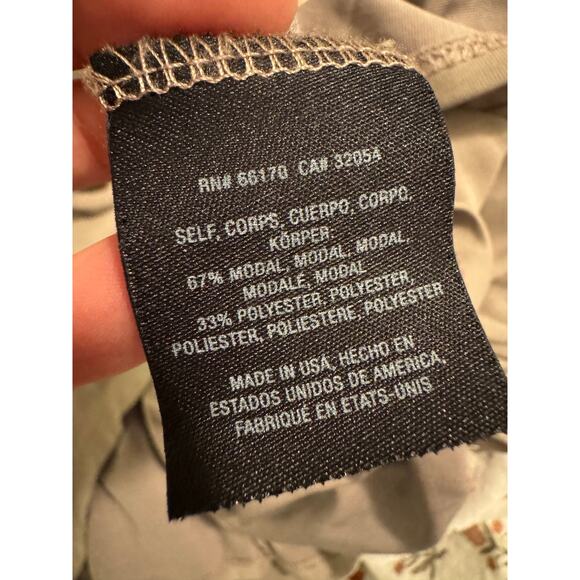 RN# 66170 CA# 32054
SELF, CORPS, CUERPO, CORPO,
KÖRPER:
67% MODAL, MODAL, MODAL,
MODALE, MODAL
33% POLYESTER, POLYESTER,
POLIESTER, POLIESTERE, POLYESTER
MADE IN USA, HECHO EN
ESTADOS UNIDOS DE AMERICA,
FABRIQUÉ EN ETATS-UNIS